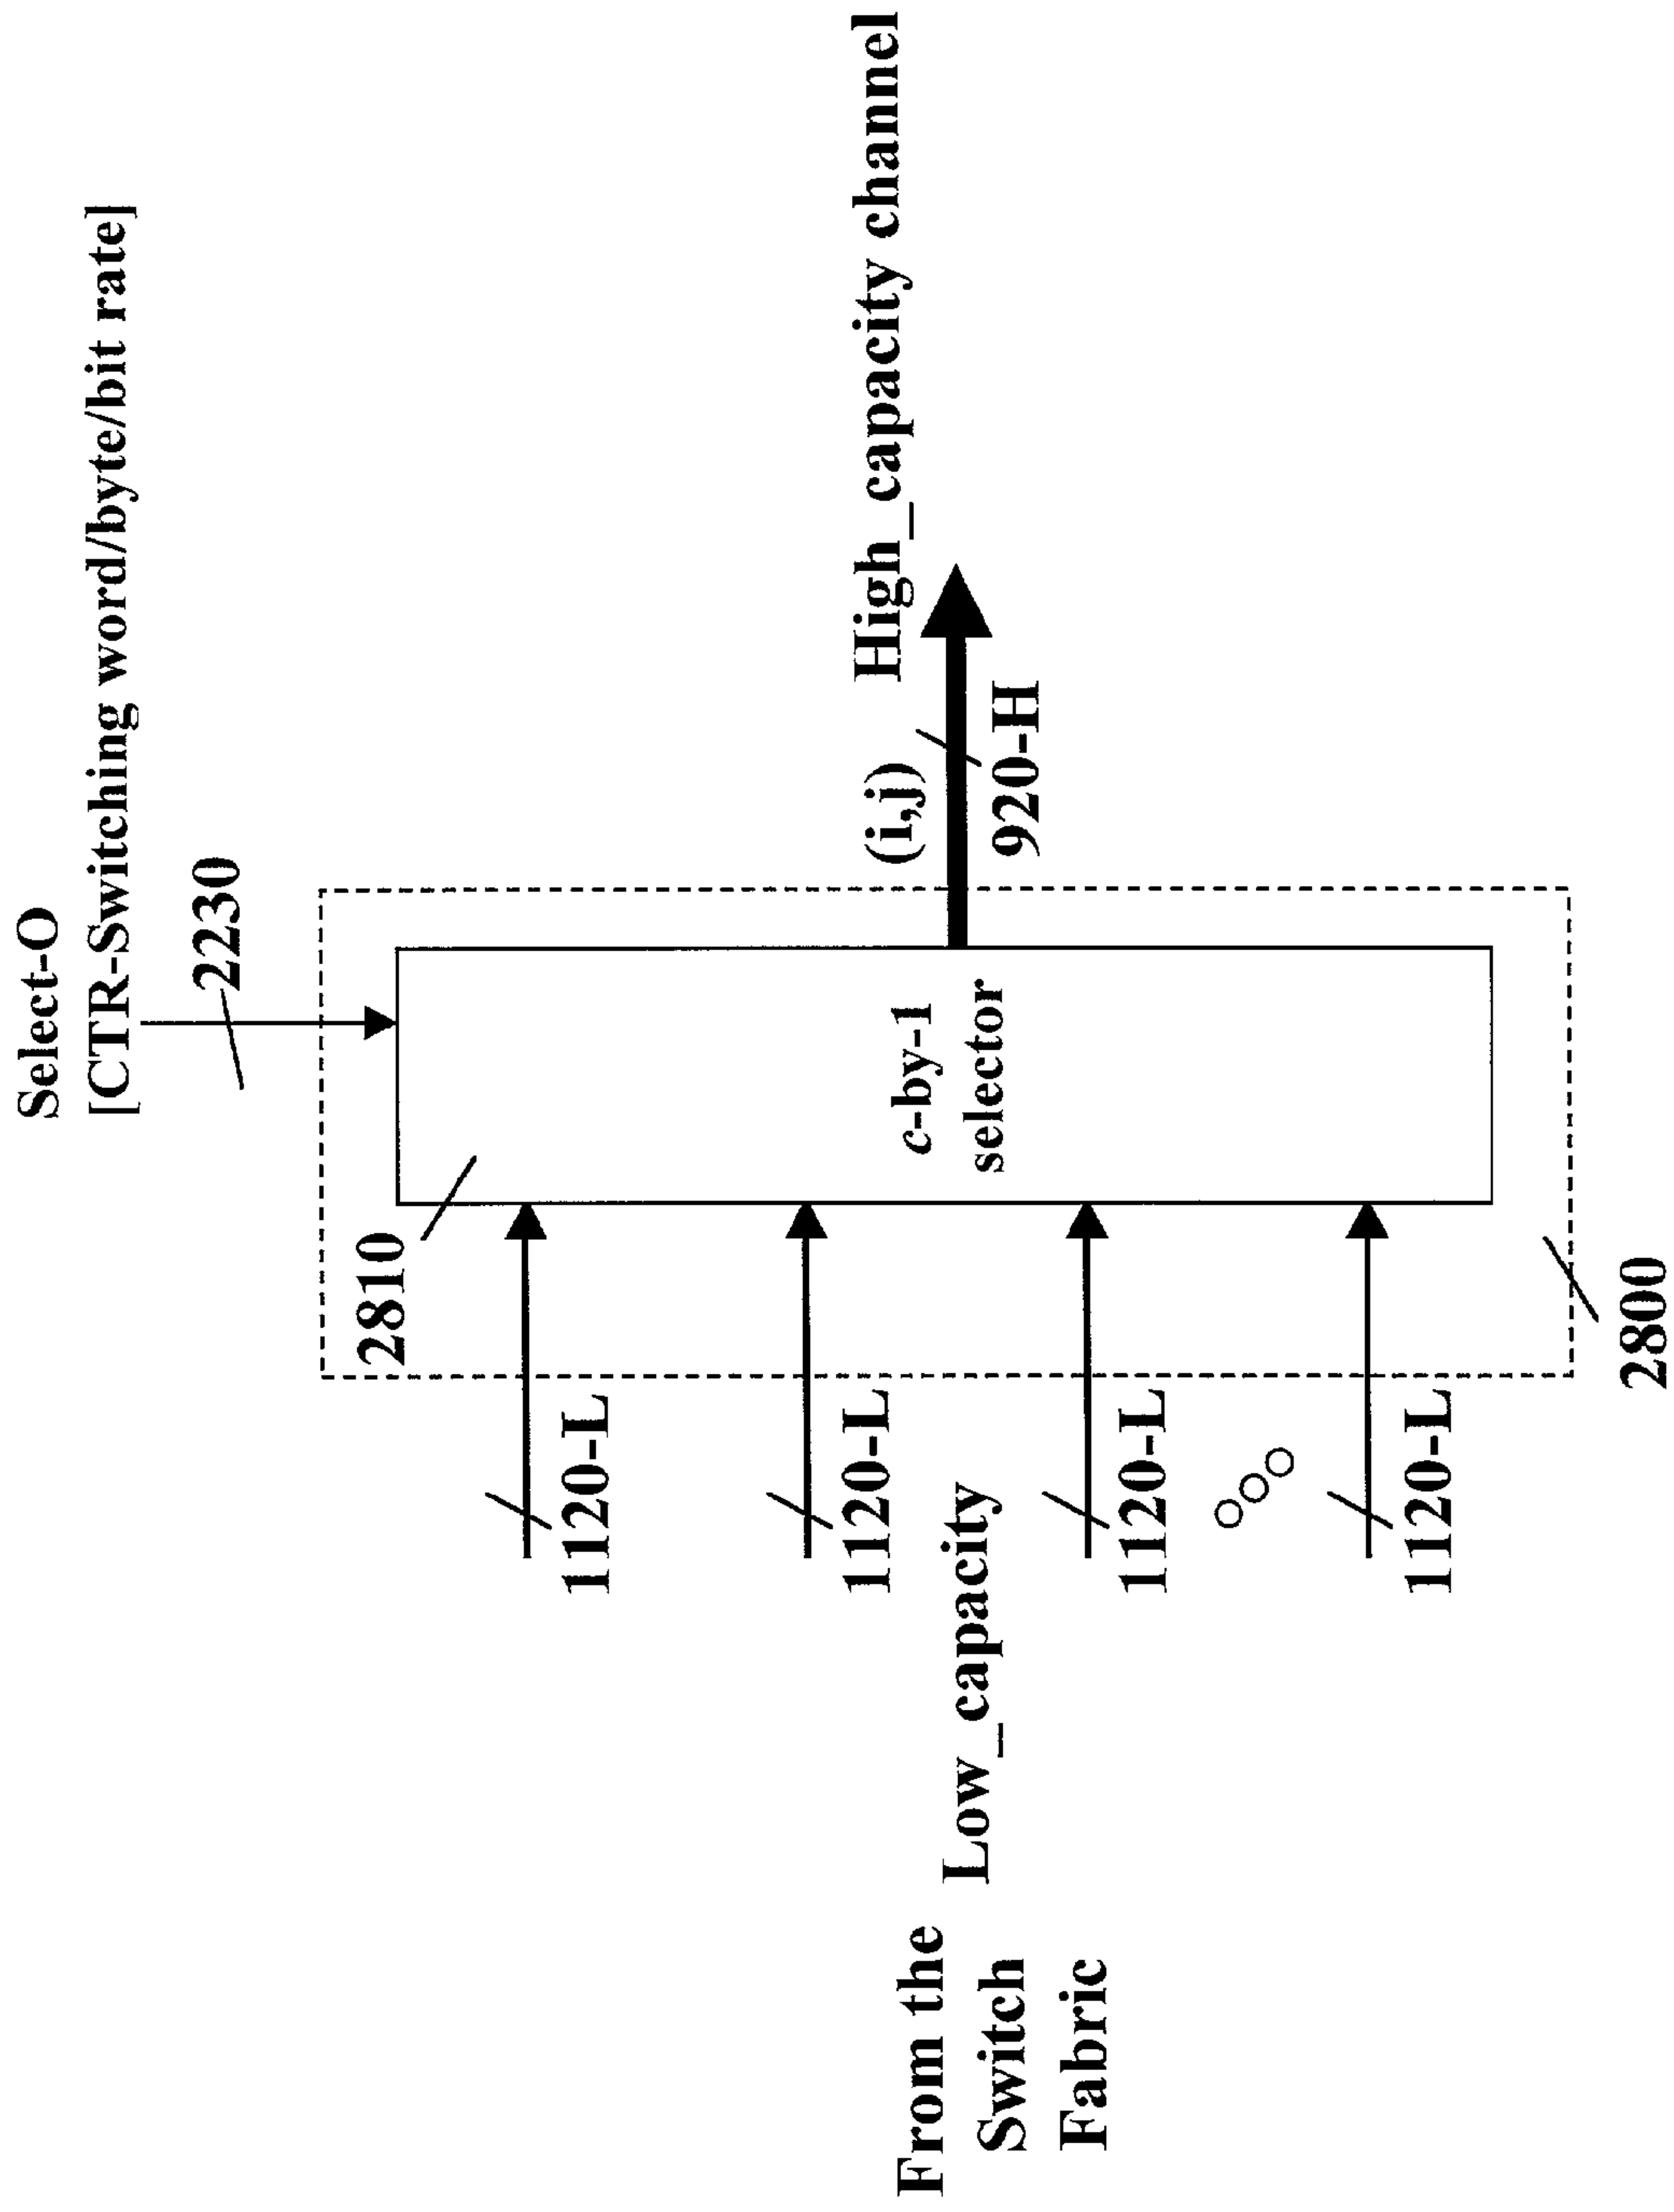 Select-O
[CTR-Switching word/byte/bit rate]
2230
2810
1120-L
1120-L
Low_capacity
1120-L
1120-L
From the
Switch
Fabric
c-by-1
selector
(i,j)
High_capacity channel
920-H
2800